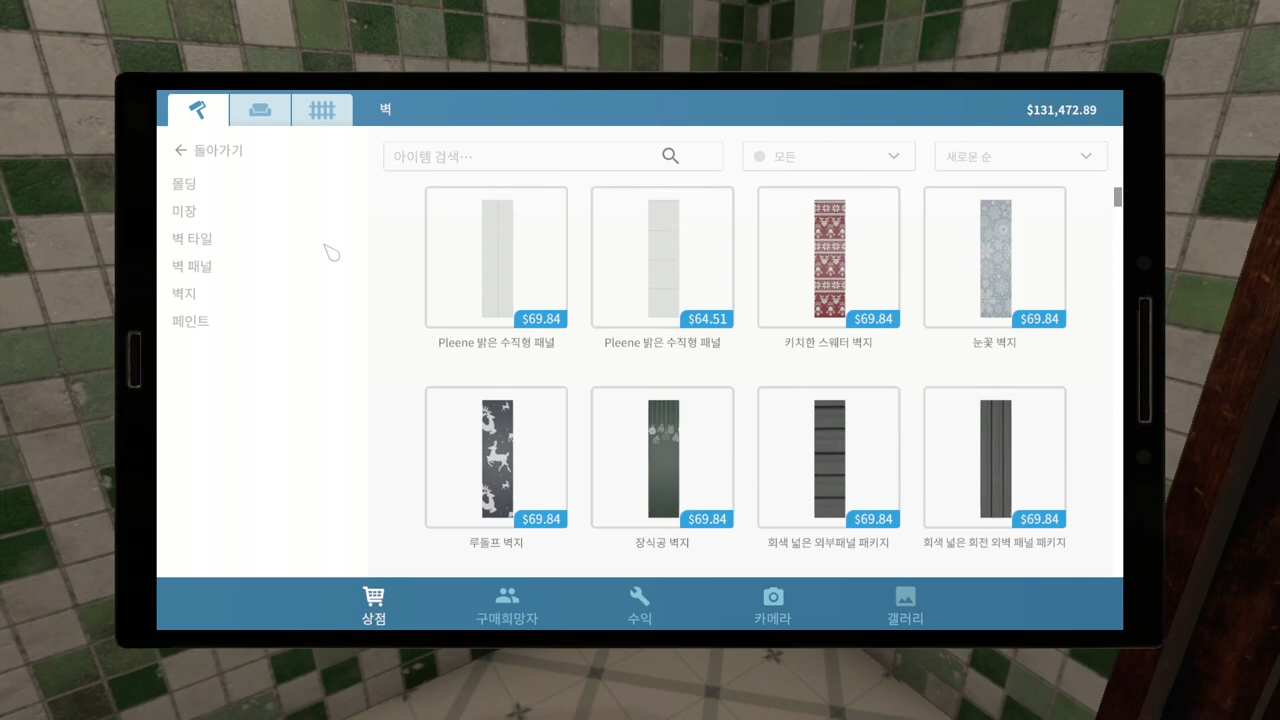 벽
$131,472.89
돌아가기
아이템 검색...
모든
새로운 순
몰딩
미장
벽 타일
벽 패널
벽지
페인트
$69.84
$64.51
$69.84
$69.84
Pleene 밝은 수직형 패널
Pleene 밝은 수직형 패널
키치한 스웨터 벽지
눈꽃 벽지
$69.84
$69.84
$69.84
$69.84
루돌프 벽지
장식공 벽지
회색 넓은 외부패널 패키지
회색 넓은 회전 외벽 패널 패키지
상점
구매희망자
수익
카메라
갤러리